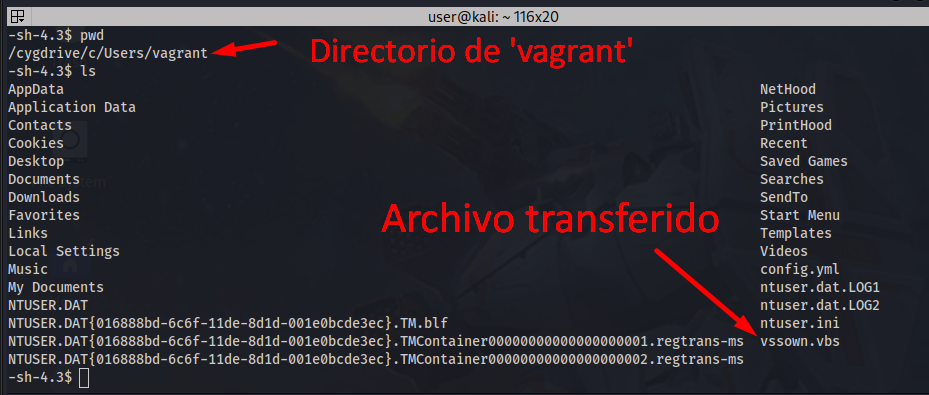 user@kali: ~ 116x20
-sh-4.3$ pwd
/cygdrive/c/Users/vagrant
Directorio de 'vagrant'
-sh-4.3$ ls
AppData NetHood
Application Data Pictures
Contacts PrintHood
Cookies Recent
Desktop Saved Games
Documents Searches
Downloads SendTo
Favorites Start Menu
Archivo transferido
Links Templates
Local Settings Videos
Music config.yml
My Documents ntuser.dat.LOG1
NTUSER.DAT ntuser.dat.LOG2
NTUSER.DAT{016888bd-6c6f-11de-8d1d-001e0bcde3ec}.TM.blf ntuser.ini
NTUSER.DAT{016888bd-6c6f-11de-8d1d-001e0bcde3ec}.TMContainer00000000000000000001.regtrans-ms vssown.vbs
NTUSER.DAT{016888bd-6c6f-11de-8d1d-001e0bcde3ec}.TMContainer00000000000000000002.regtrans-ms
-sh-4.3$